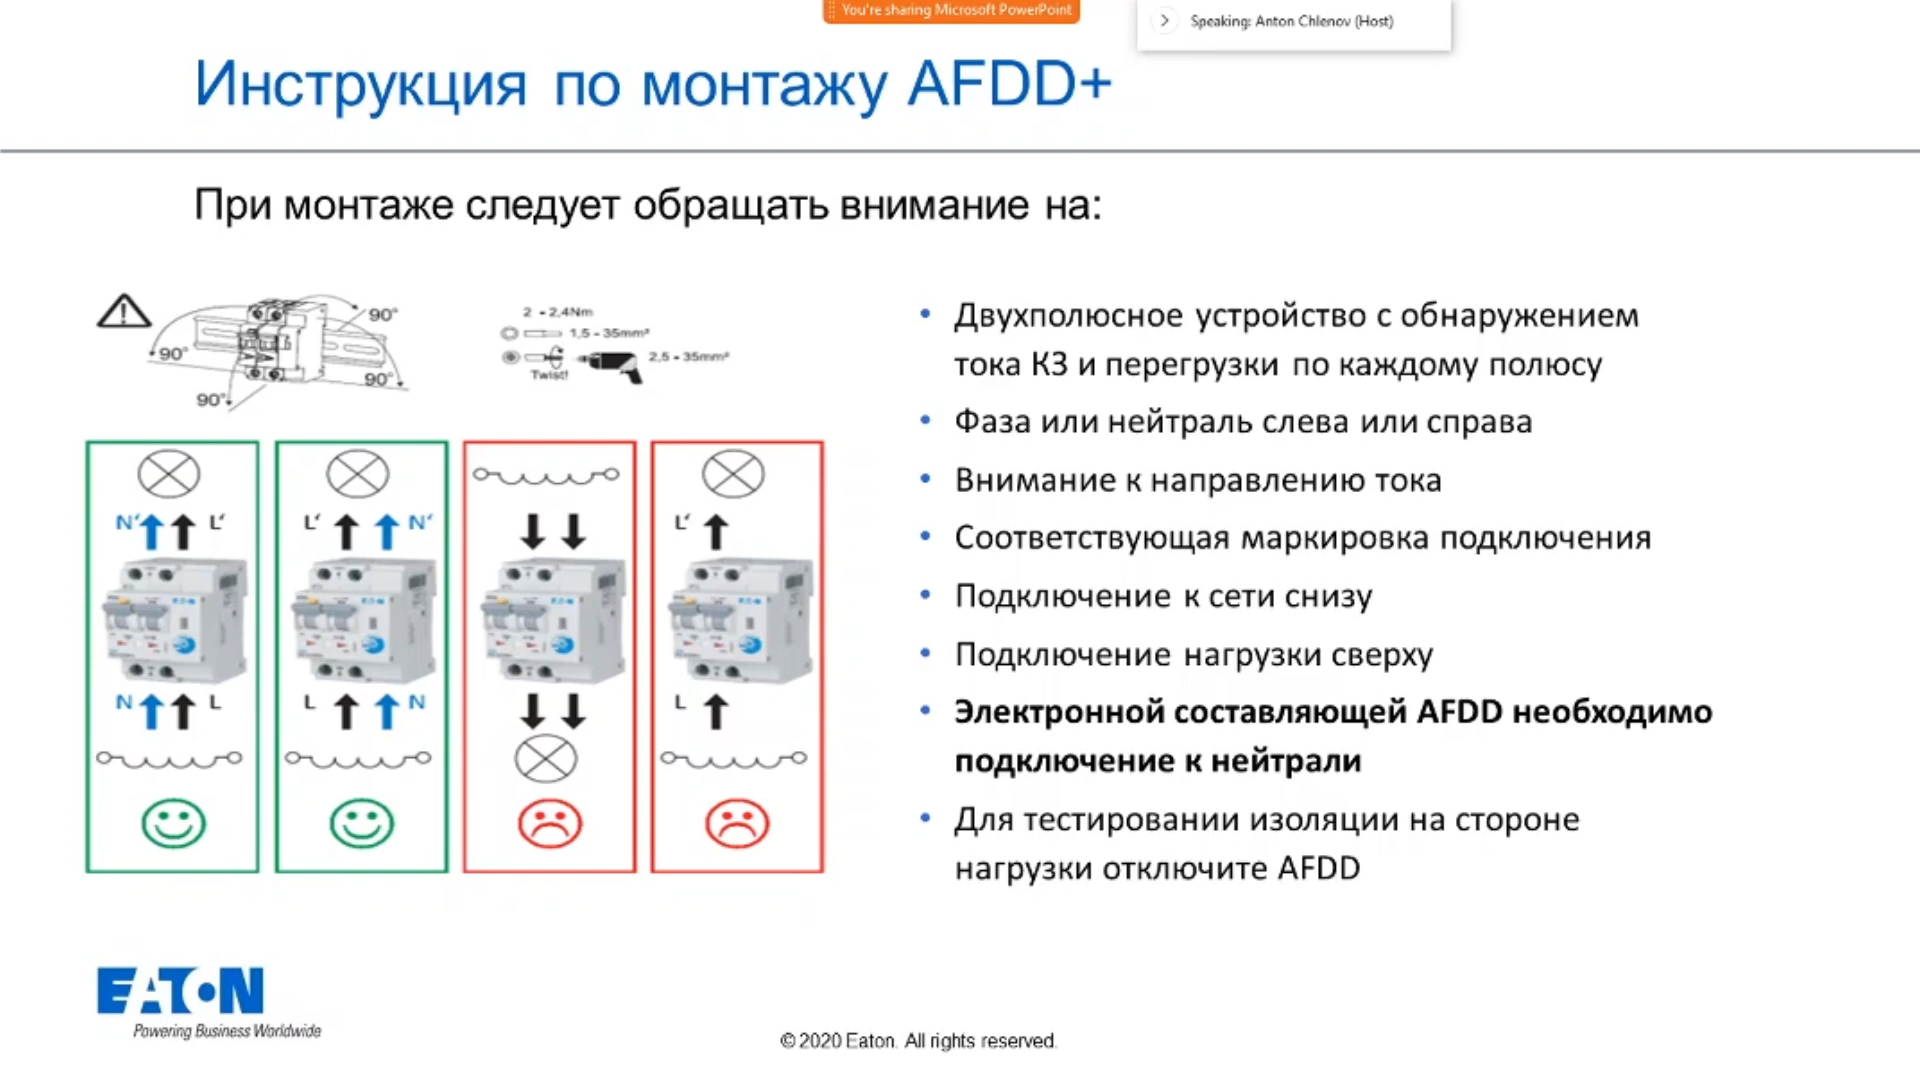 You're sharing Microsoft PowerPoint
Speaking: Anton Chlenov (Host)
Инструкция по монтажу AFDD+
При монтаже следует обращать внимание на:
90°
90°
90°
90°
2 - 2,4Nm
1,5 - 35mm²
2,5 - 35mm²
Twist!
• Двухполюсное устройство с обнаружением
тока КЗ и перегрузки по каждому полюсу
• Фаза или нейтраль слева или справа
• Внимание к направлению тока
• Соответствующая маркировка подключения
• Подключение к сети снизу
• Подключение нагрузки сверху
• Электронной составляющей AFDD необходимо
подключение к нейтрали
• Для тестировании изоляции на стороне
нагрузки отключите AFDD
N‘ L‘ L‘ N‘ L‘
N L L N L
EATON
Powering Business Worldwide
© 2020 Eaton. All rights reserved.